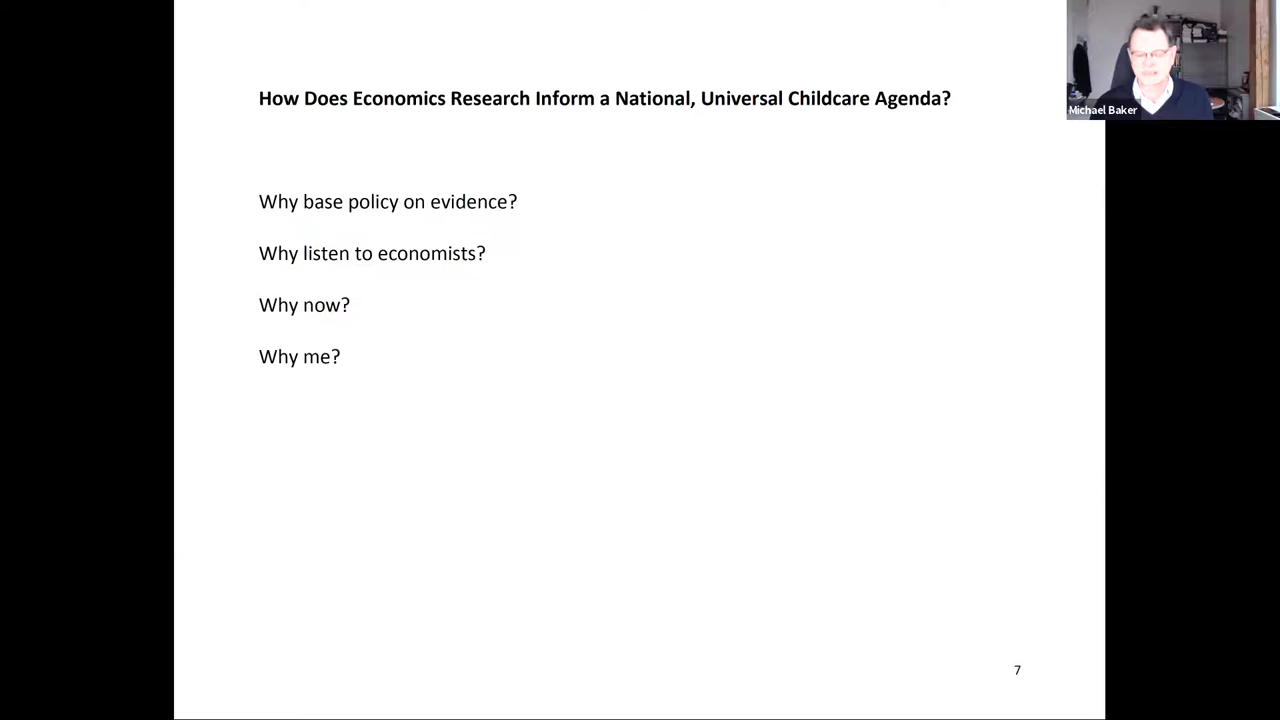 How Does Economics Research Inform a National, Universal Childcare Agenda?
Michael Baker
Why base policy on evidence?
Why listen to economists?
Why now?
Why me?
7